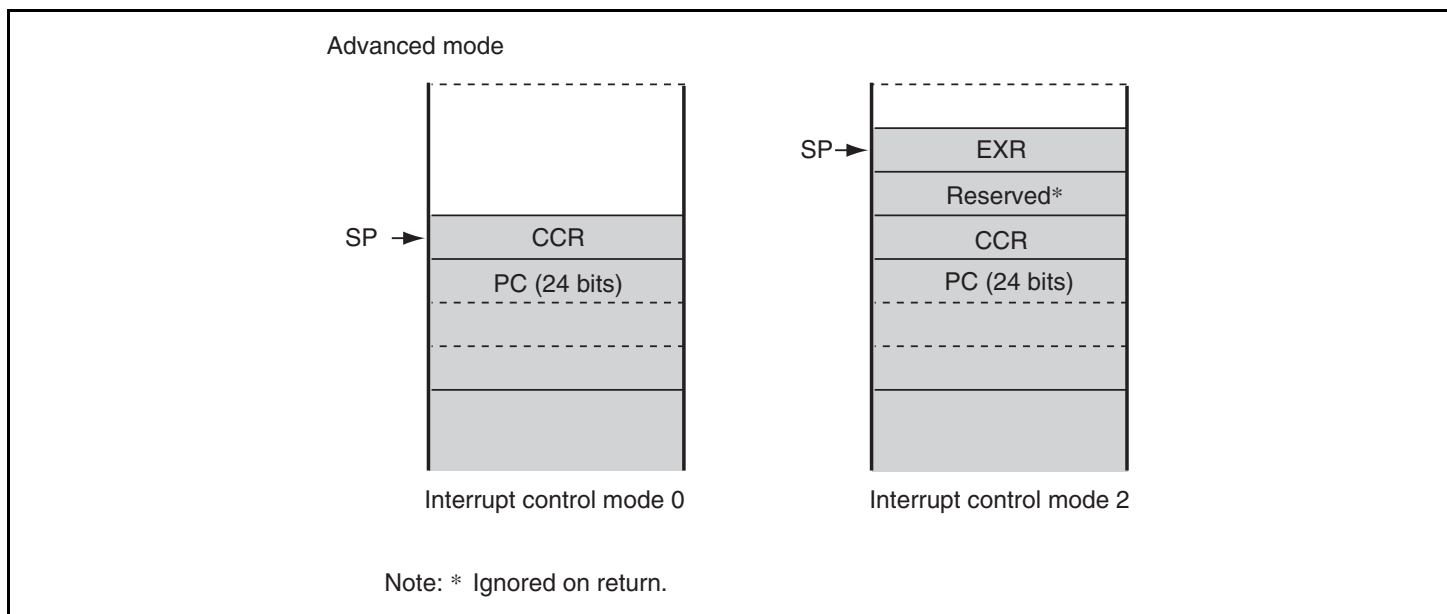 Advanced mode
SP
CCR
PC (24 bits)
Interrupt control mode 0
SP
EXR
Reserved*
CCR
PC (24 bits)
Interrupt control mode 2
Note: * Ignored on return.